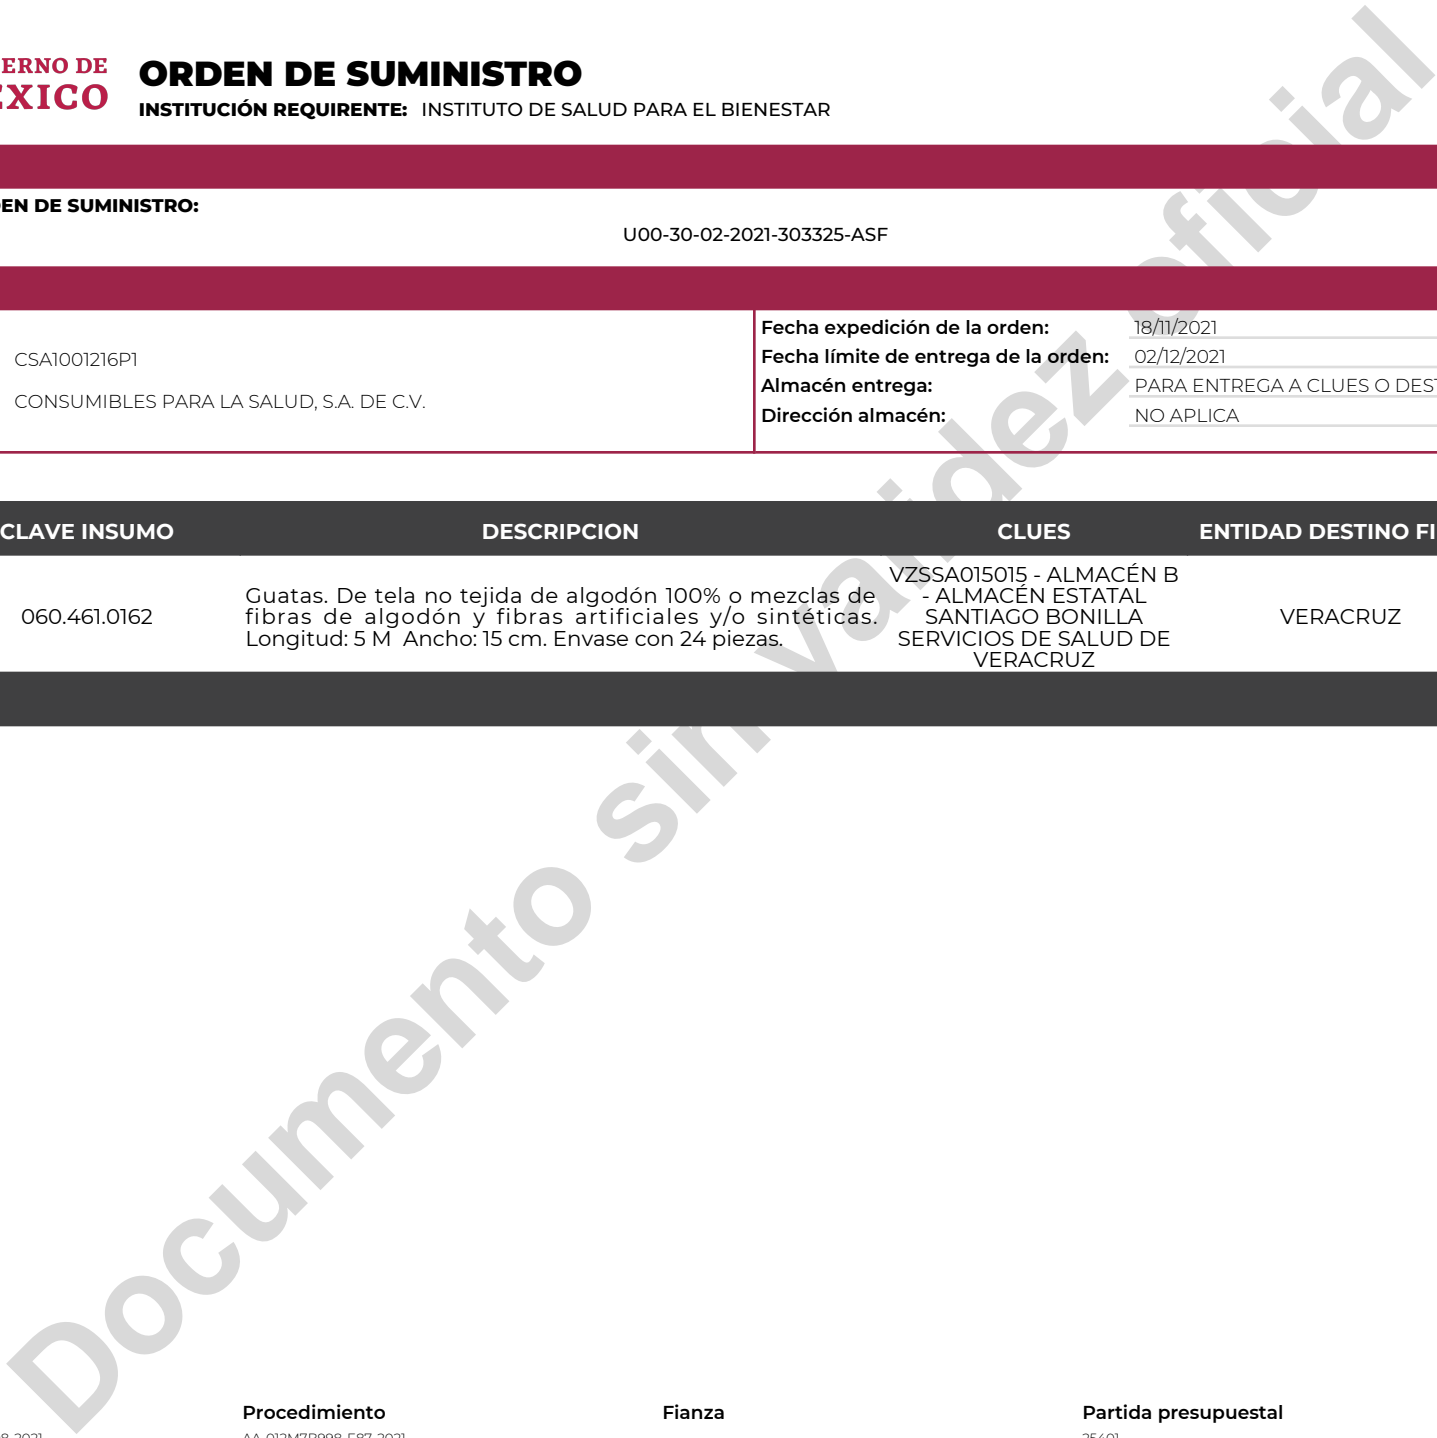 ERNO DE
EXICO
ORDEN DE SUMINISTRO
INSTITUCIÓN REQUIRENTE: INSTITUTO DE SALUD PARA EL BIENESTAR
EN DE SUMINISTRO:
U00-30-02-2021-303325-ASF
CSA1001216P1
CONSUMIBLES PARA LA SALUD, S.A. DE C.V.
Fecha expedición de la orden: 18/11/2021
Fecha límite de entrega de la orden: 02/12/2021
Almacén entrega: PARA ENTREGA A CLUES O DEST
Dirección almacén: NO APLICA
CLAVE INSUMO DESCRIPCION CLUES ENTIDAD DESTINO FI
060.461.0162
Guatas. De tela no tejida de algodón 100% o mezclas de
fibras de algodón y fibras artificiales y/o sintéticas.
Longitud: 5 M Ancho: 15 cm. Envase con 24 piezas.
VZSSA015015 - ALMACÉN B
- ALMACÉN ESTATAL
SANTIAGO BONILLA
SERVICIOS DE SALUD DE
VERACRUZ
VERACRUZ
Documento sin validez oficial
Procedimiento Fianza Partida presupuestal